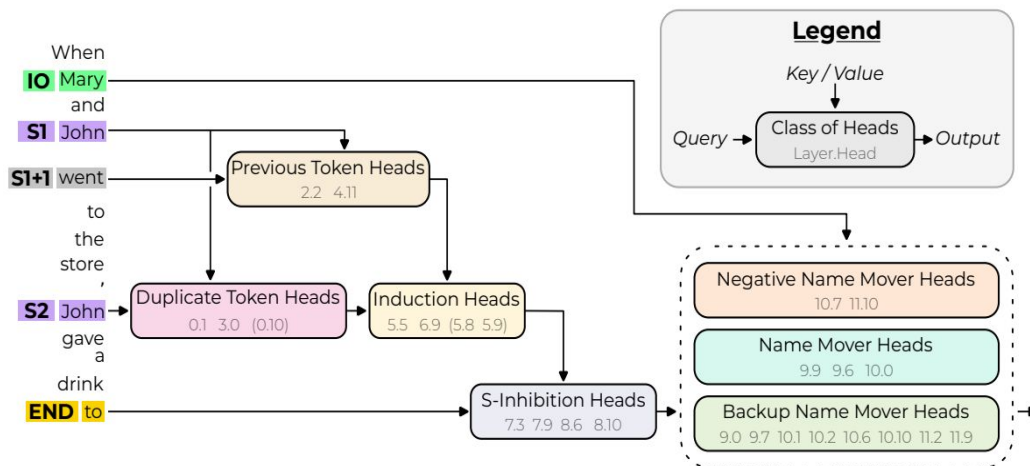 When
IO Mary
and
S1 John
S1+1 went
to
the
store
,
S2 John
gave
a
drink
END to
Previous Token Heads
2.2 4.11
Duplicate Token Heads
0.1 3.0 (0.10)
Induction Heads
5.5 6.9 (5.8 5.9)
S-Inhibition Heads
7.3 7.9 8.6 8.10
Legend
Key / Value
Query
Class of Heads
Layer.Head
Output
Negative Name Mover Heads
10.7 11.10
Name Mover Heads
9.9 9.6 10.0
Backup Name Mover Heads
9.0 9.7 10.1 10.2 10.6 10.10 11.2 11.9